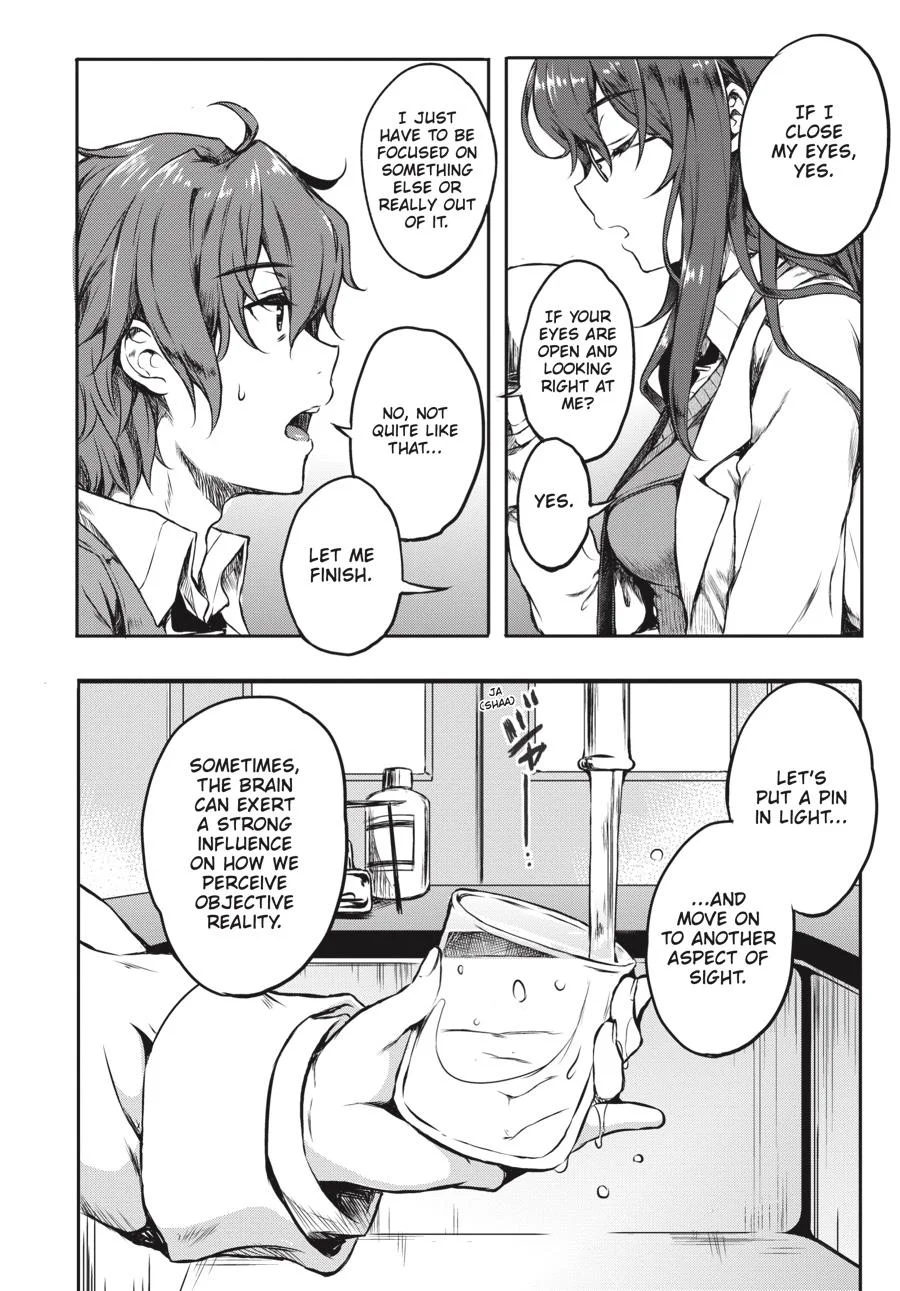 IF I
CLOSE
MY EYES,
YES.
IF YOUR
EYES ARE
OPEN AND
LOOKING
RIGHT AT
ME?
YES.
I JUST
HAVE TO BE
FOCUSED ON
SOMETHING
ELSE OR
REALLY OUT
OF IT.
NO, NOT
QUITE LIKE
THAT...
LET ME
FINISH.
LET'S
PUT A PIN
IN LIGHT...
...AND
MOVE ON
TO ANOTHER
ASPECT OF
SIGHT.
JA
(SHAA)
ジャ
SOMETIMES,
THE BRAIN
CAN EXERT
A STRONG
INFLUENCE
ON HOW WE
PERCEIVE
OBJECTIVE
REALITY.